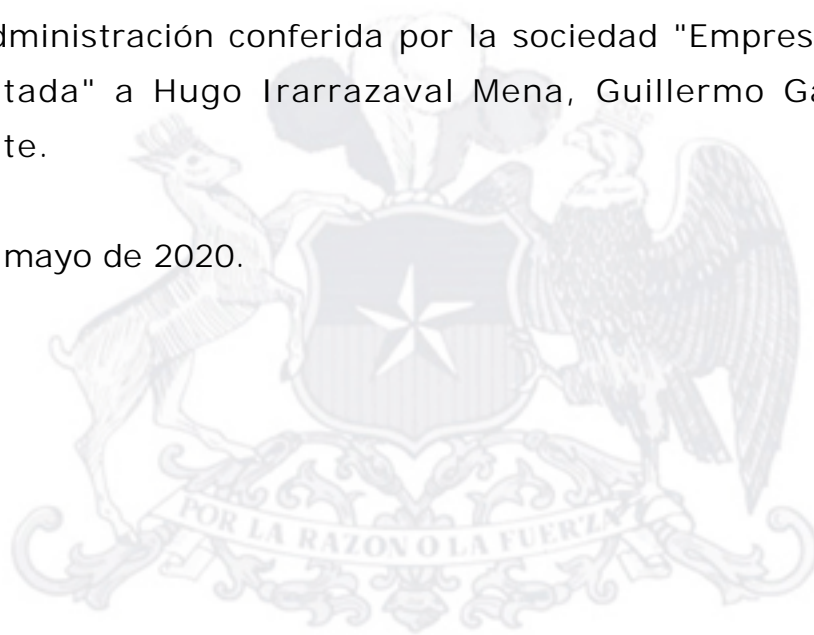 dministración conferida por la sociedad "Empres
tada" a Hugo Irarrazaval Mena, Guillermo Ga
te.
mayo de 2020.
POR LA RAZON O LA FUERZA